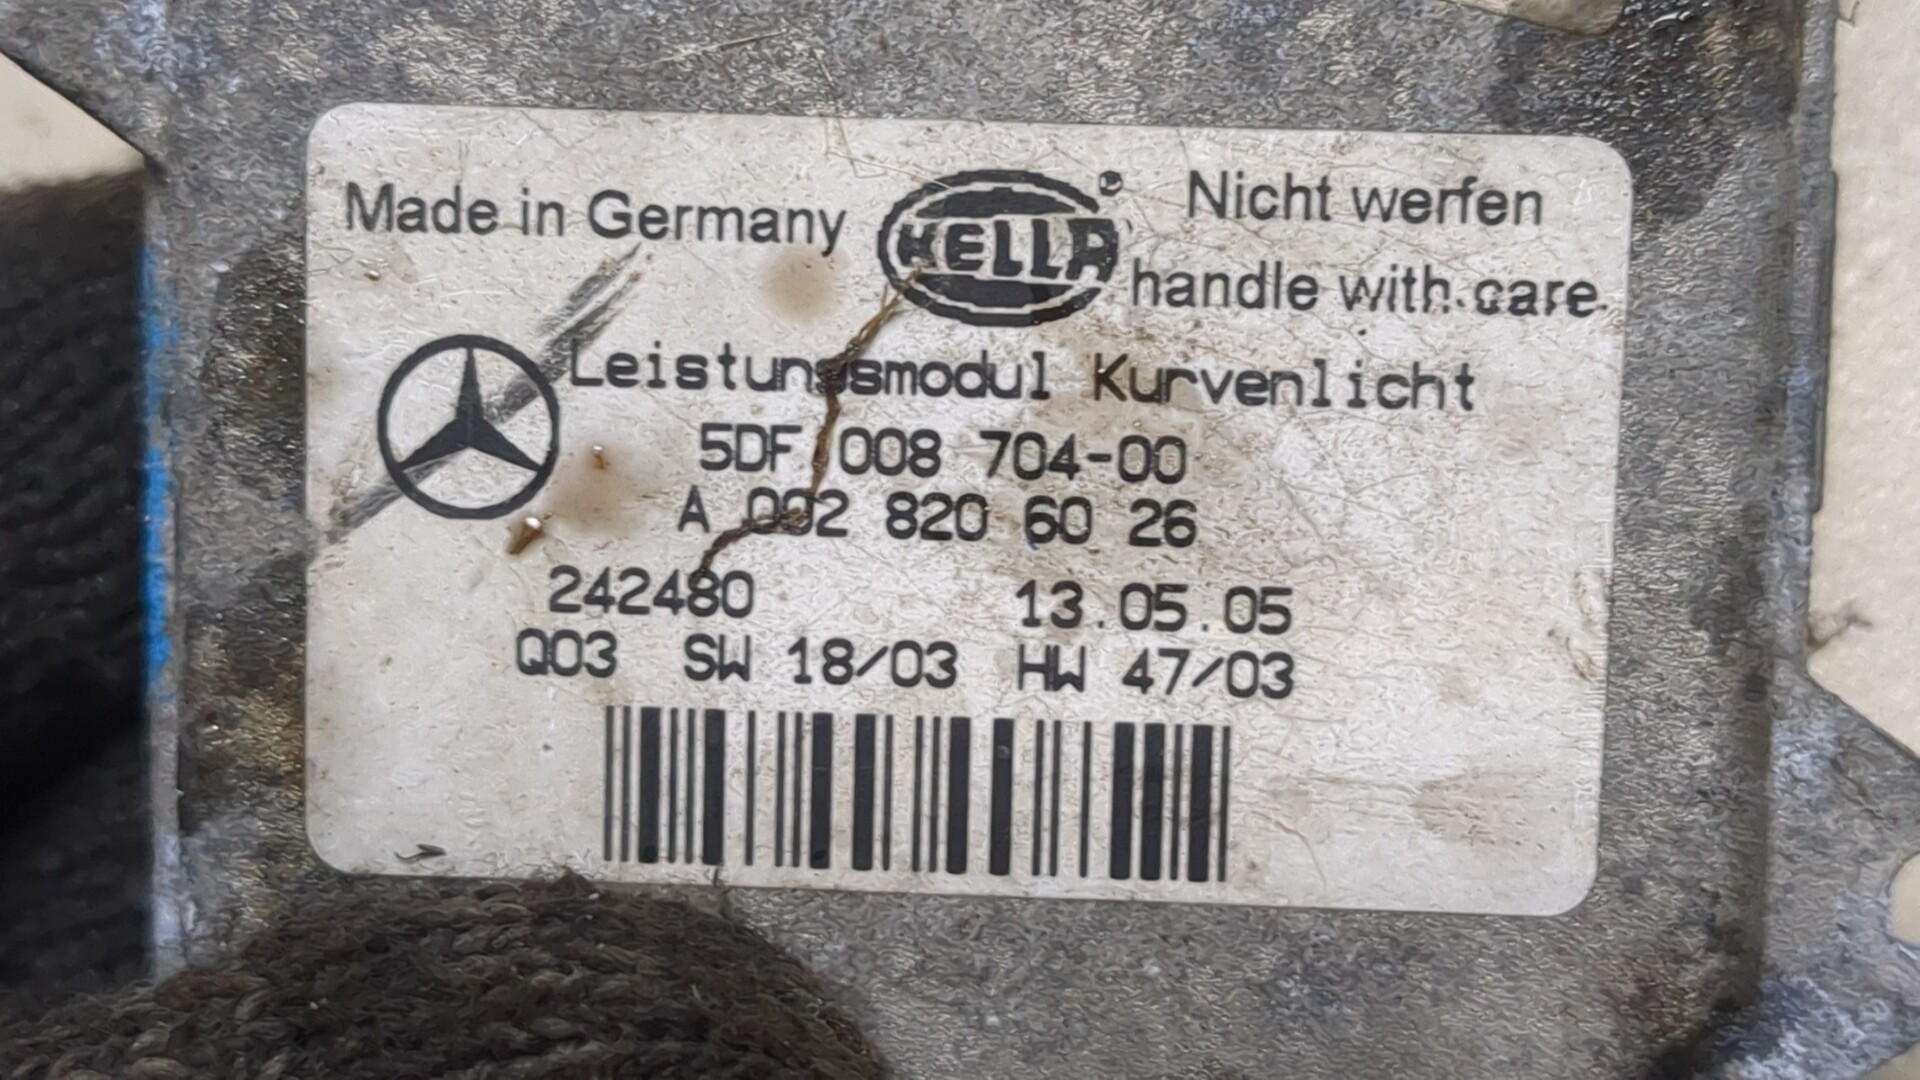 Made in Germany HELLA® Nicht werfen
handle with care.
Leistungsmodul Kurvenlicht
5DF 008 704-00
A 002 820 60 26
242480 13.05.05
Q03 SW 18/03 HW 47/03